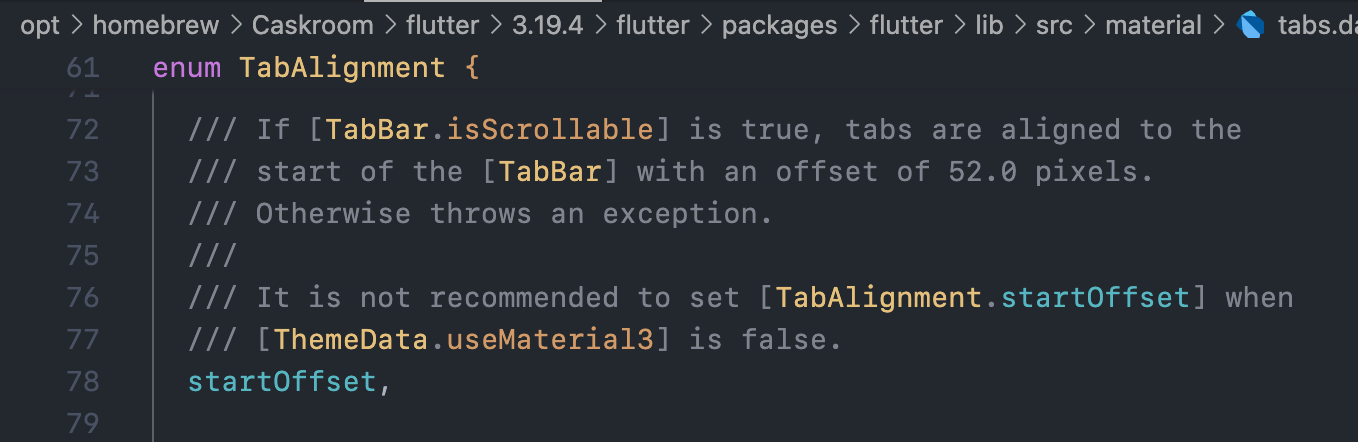 opt > homebrew > Caskroom > flutter > 3.19.4 > flutter > packages > flutter > lib > src > material > tabs.da
61 enum TabAlignment {
71
72 /// If [TabBar.isScrollable] is true, tabs are aligned to the
73 /// start of the [TabBar] with an offset of 52.0 pixels.
74 /// Otherwise throws an exception.
75 ///
76 /// It is not recommended to set [TabAlignment.startOffset] when
77 /// [ThemeData.useMaterial3] is false.
78 startOffset,
79